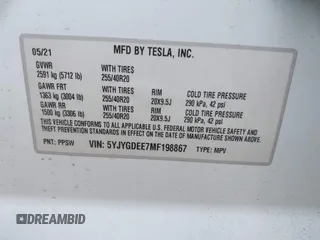 05/21 MFD BY TESLA, INC.
GVWR
2591 kg (5712 lb) WITH TIRES 255/40R20
GAWR FRT
1363 kg (3004 lb) WITH TIRES 255/40R20 RIM 20X9.5J COLD TIRE PRESSURE 290 kPa, 42 psi
GAWR RR
1500 kg (3306 lb) WITH TIRES 255/40R20 RIM 20X9.5J COLD TIRE PRESSURE 290 kPa, 42 psi
THIS VEHICLE CONFORMS TO ALL APPLICABLE U.S. FEDERAL MOTOR VEHICLE SAFETY AND
THEFT PREVENTION STANDARDS IN EFFECT ON THE DATE OF MANUFACTURE SHOWN ABOVE.
PNT: PPSW VIN: 5YJYGDEE7MF198867 TYPE: MPV
DREAMBID